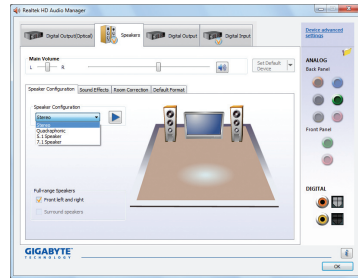 Realtek HD Audio Manager
Digital Output(Optical)
Speakers
Digital Output
Digital Input
Device advanced settings
Main Volume
L
R
Set Default Device
ANALOG
Back Panel
Speaker Configuration
Sound Effects
Room Correction
Default Format
Speaker Configuration
Stereo
Stereo
Quadraphonic
5.1 Speaker
7.1 Speaker
Front Panel
Full-range Speakers
Front left and right
Surround speakers
DIGITAL
GIGABYTE
TECHNOLOGY
i
OK